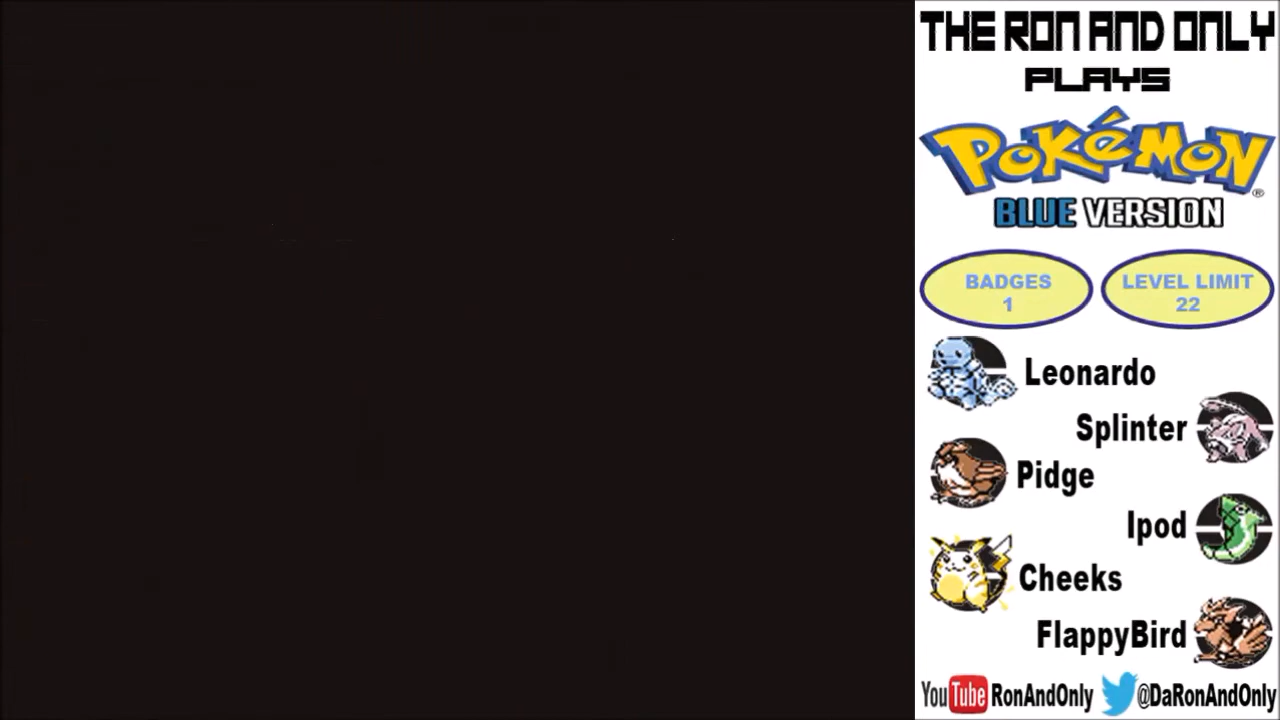 THE RON AND ONLY
PLAYS
POKéMON
BLUE VERSION
BADGES
1
LEVEL LIMIT
22
Leonardo
Splinter
Pidge
Ipod
Cheeks
FlappyBird
YouTube RonAndOnly @DaRonAndOnly